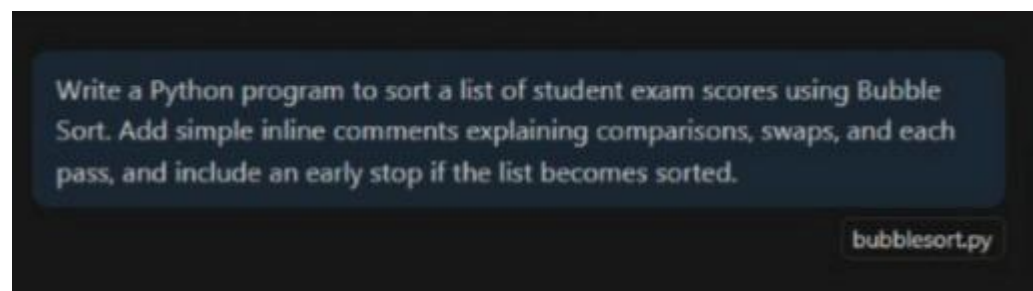 Write a Python program to sort a list of student exam scores using Bubble
Sort. Add simple inline comments explaining comparisons, swaps, and each
pass, and include an early stop if the list becomes sorted.
bubblesort.py